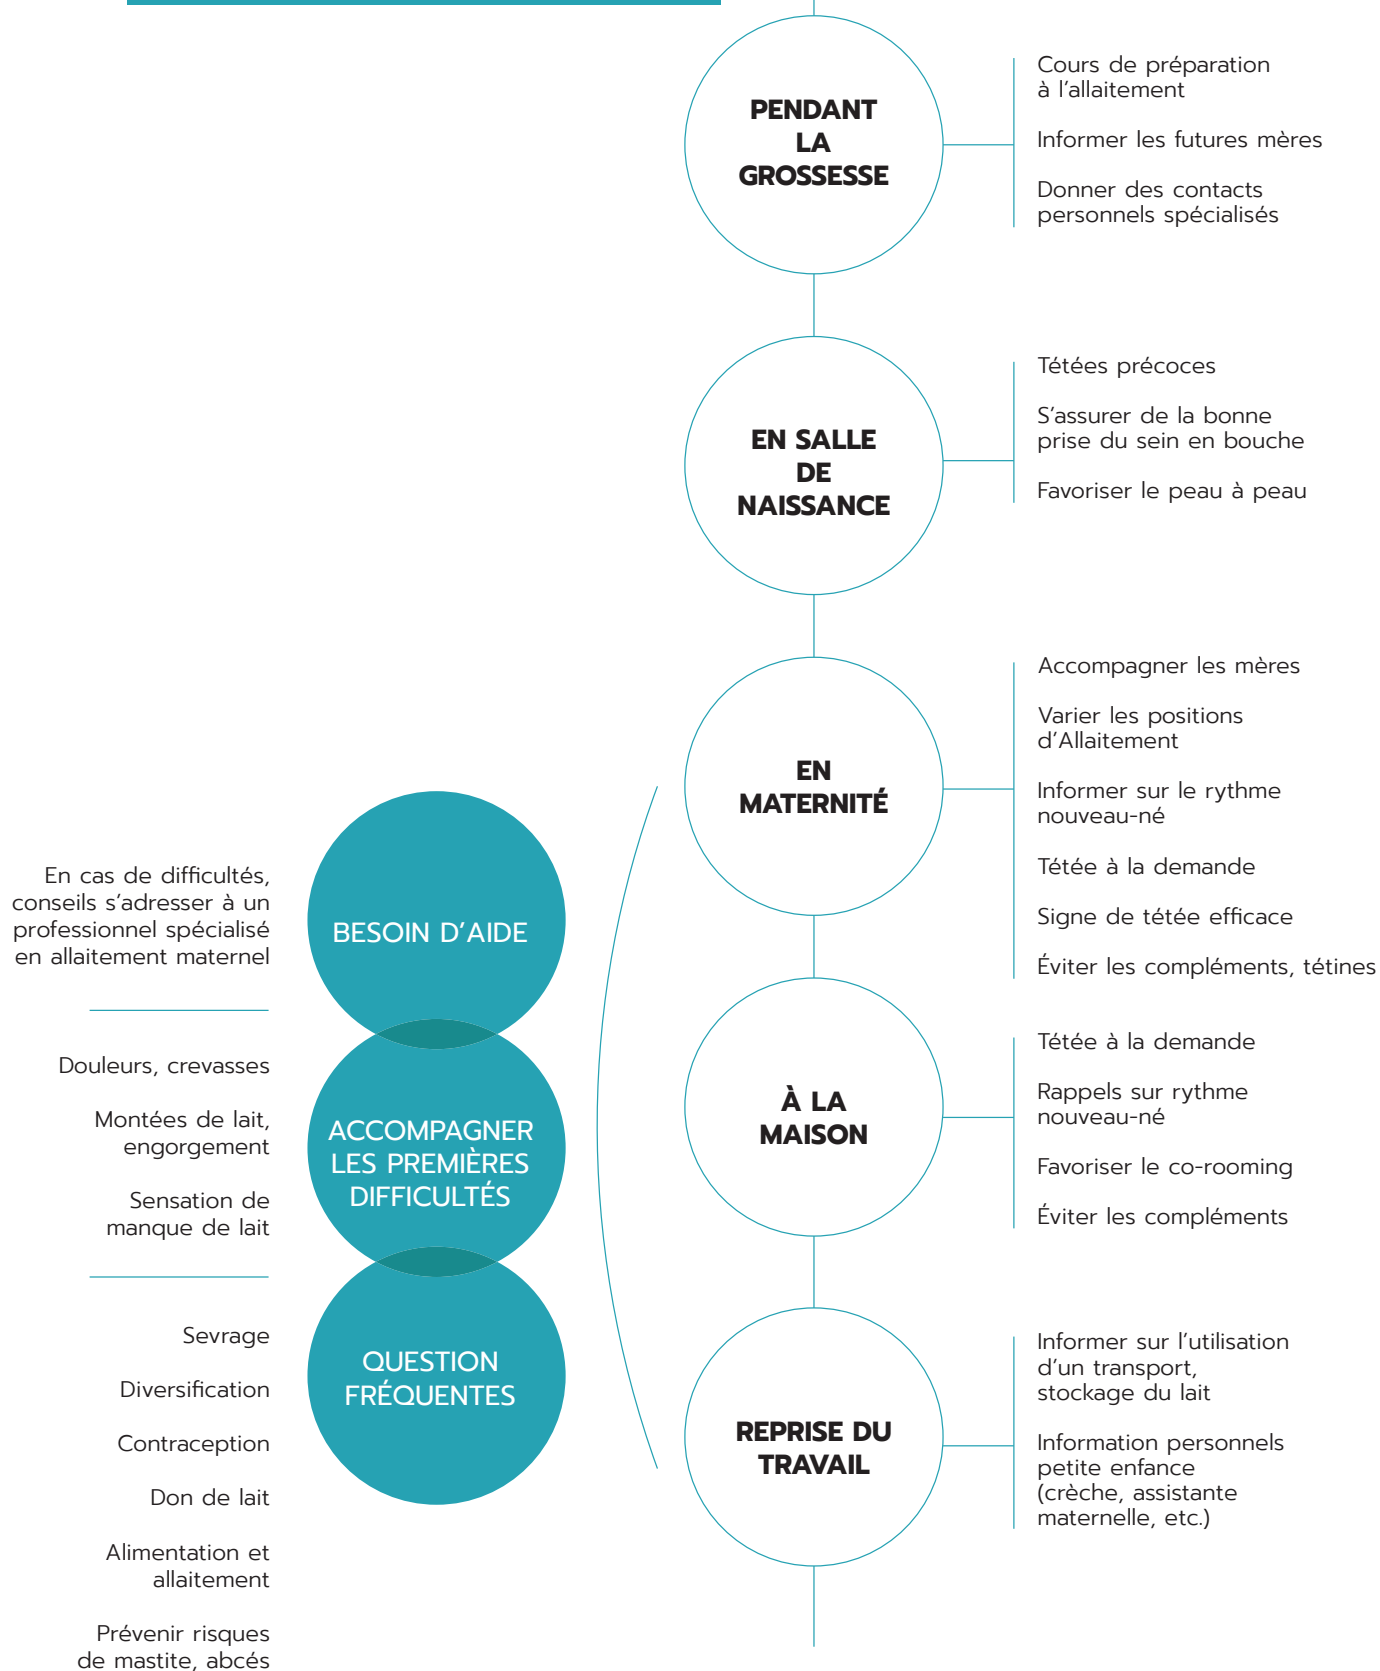 PENDANT
LA
GROSSESSE
Cours de préparation
à l'allaitement
Informer les futures mères
Donner des contacts
personnels spécialisés
EN SALLE
DE
NAISSANCE
Tétées précoces
S'assurer de la bonne
prise du sein en bouche
Favoriser le peau à peau
EN
MATERNITÉ
Accompagner les mères
Varier les positions
d'Allaitement
Informer sur le rythme
nouveau-né
Tétée à la demande
Signe de tétée efficace
Éviter les compléments, tétines
À LA
MAISON
Tétée à la demande
Rappels sur rythme
nouveau-né
Favoriser le co-rooming
Éviter les compléments
REPRISE DU
TRAVAIL
Informer sur l'utilisation
d'un transport,
stockage du lait
Information personnels
petite enfance
(crèche, assistante
maternelle, etc.)
BESOIN D'AIDE
En cas de difficultés,
conseils s'adresser à un
professionnel spécialisé
en allaitement maternel
ACCOMPAGNER
LES PREMIÈRES
DIFFICULTÉS
Douleurs, crevasses
Montées de lait,
engorgement
Sensation de
manque de lait
QUESTION
FRÉQUENTES
Sevrage
Diversification
Contraception
Don de lait
Alimentation et
allaitement
Prévenir risques
de mastite, abcés